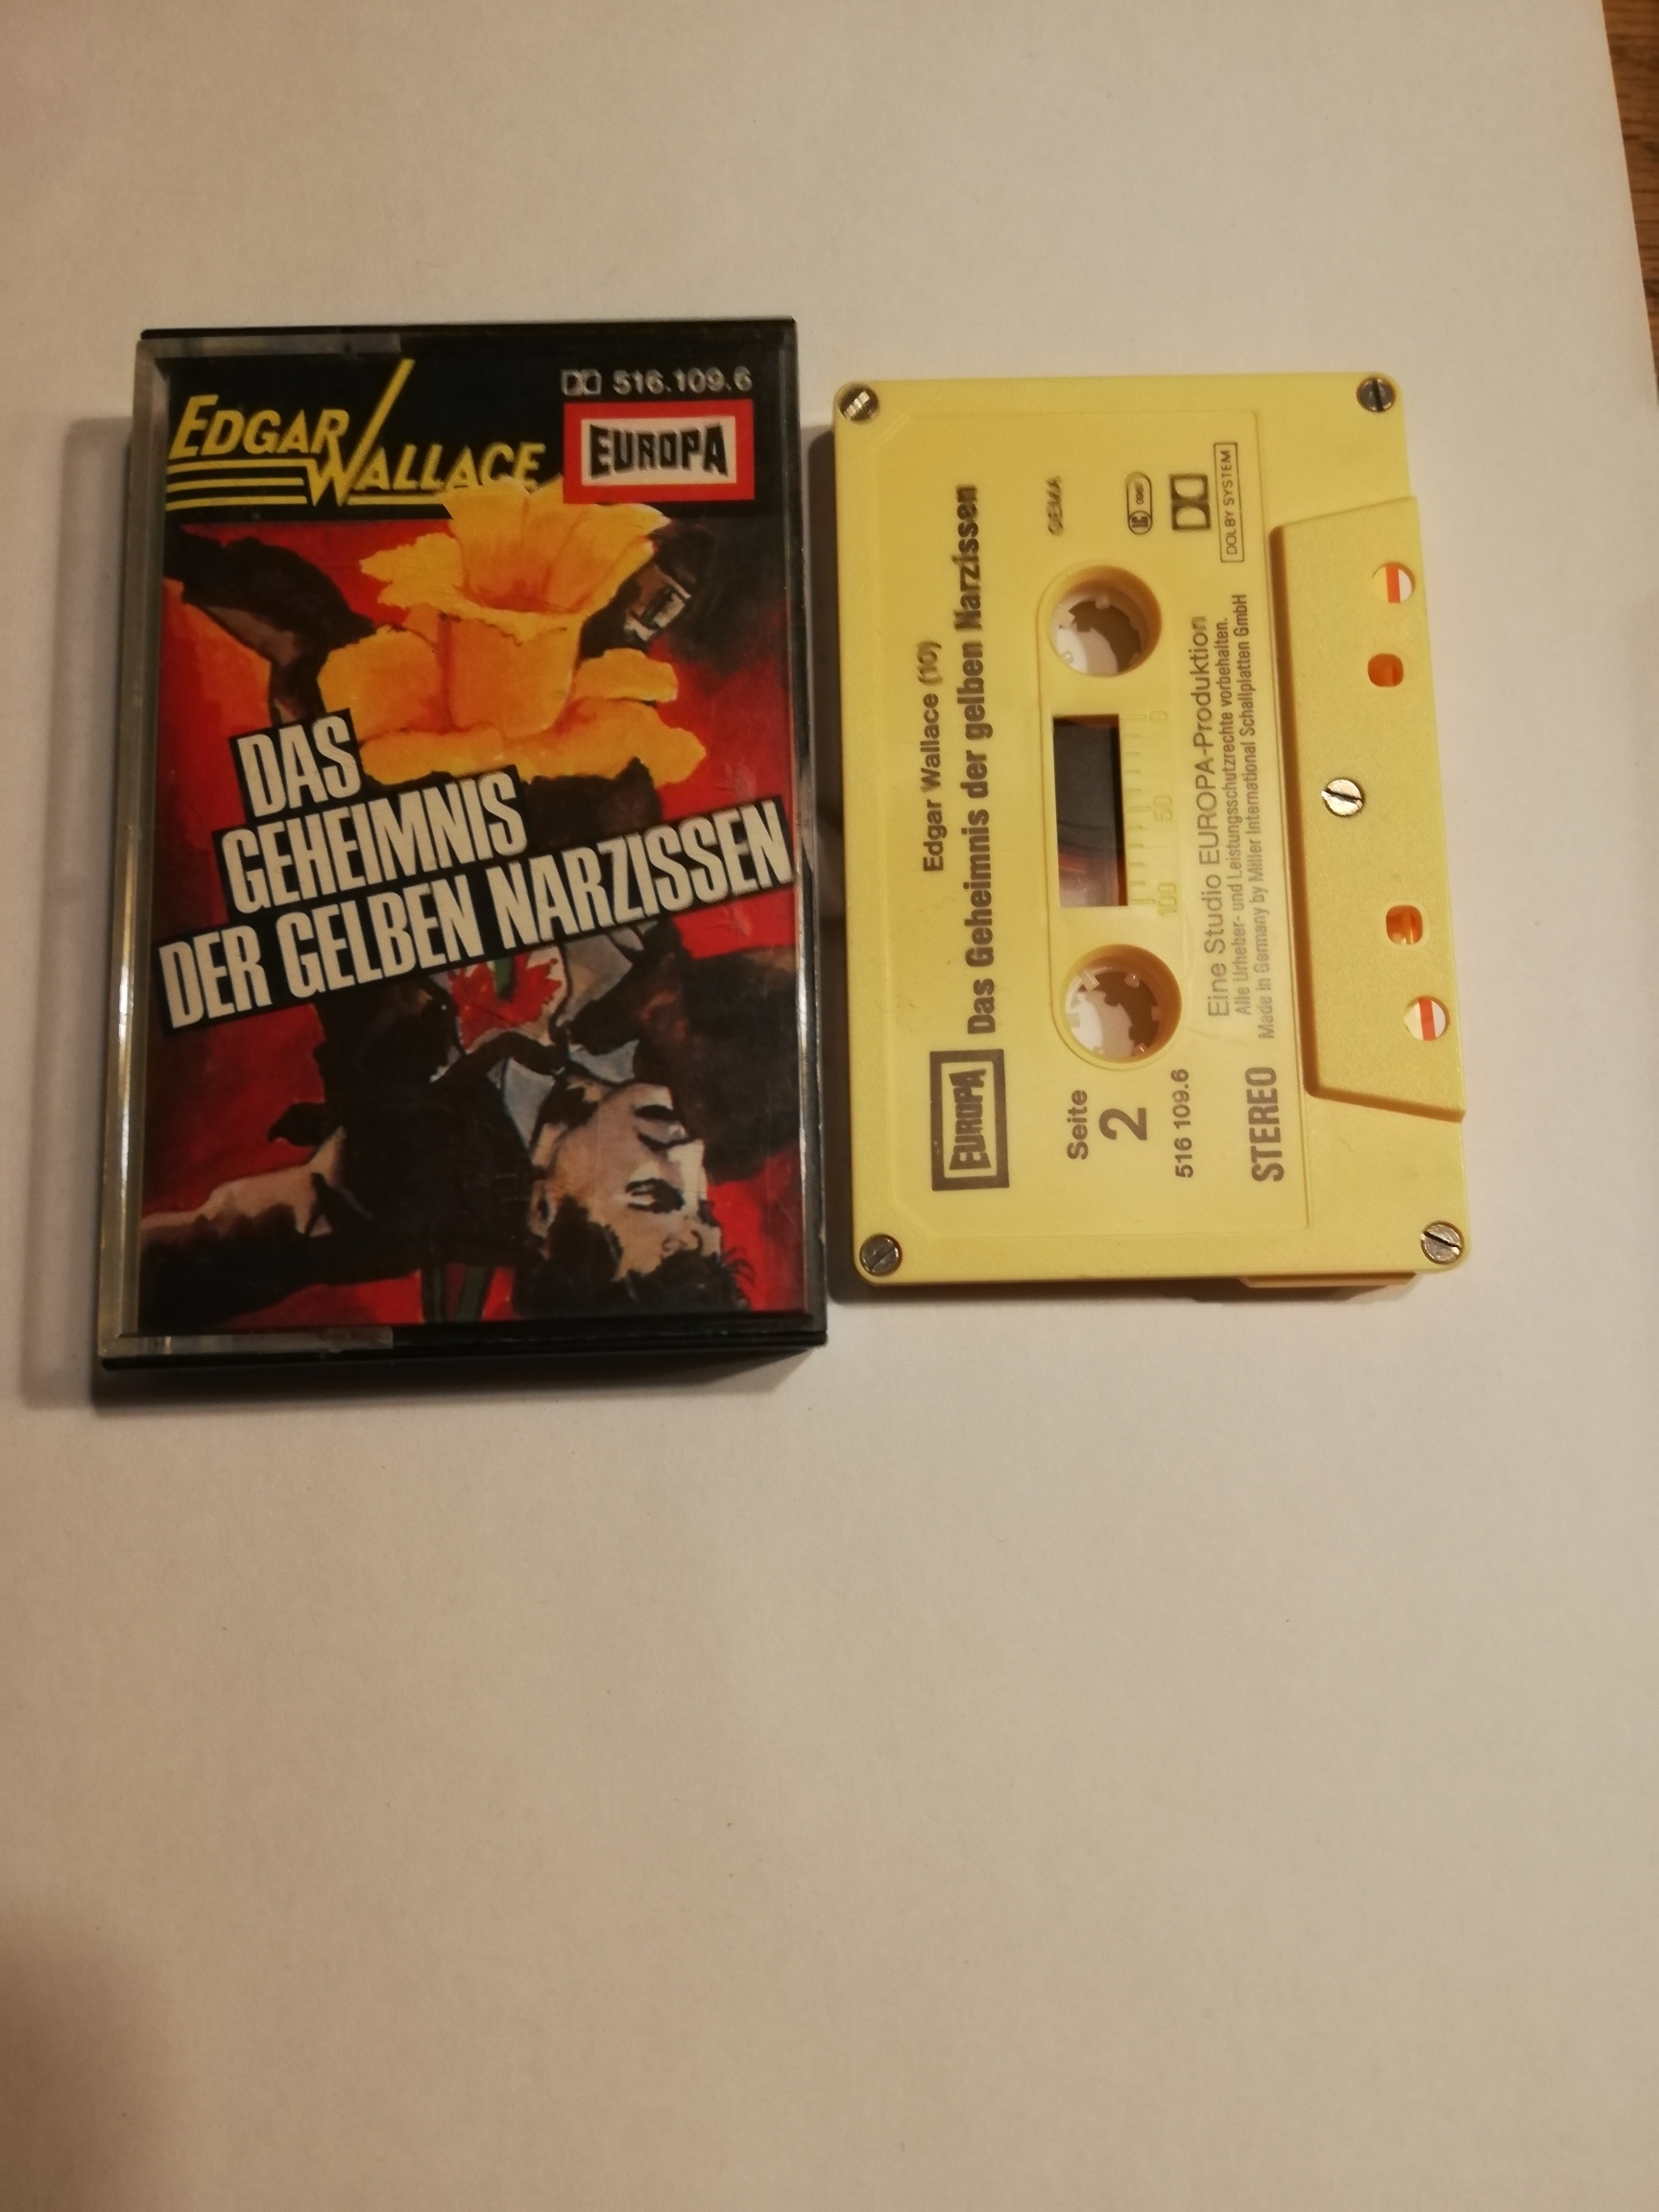 EDGAR WALLACE
516.109.6
EUROPA
DAS
GEHEIMNIS
DER GELBEN NARZISSEN
Edgar Wallace (10)
EUROPA Das Geheimnis der gelben Narzissen
Seite
2
GEMA
LC 0967
516 109.6
100 50 0
DOLBY SYSTEM
STEREO
Eine Studio EUROPA-Produktion
Alle Urheber- und Leistungsschutzrechte vorbehalten.
Made in Germany by Miller International Schallplatten GmbH